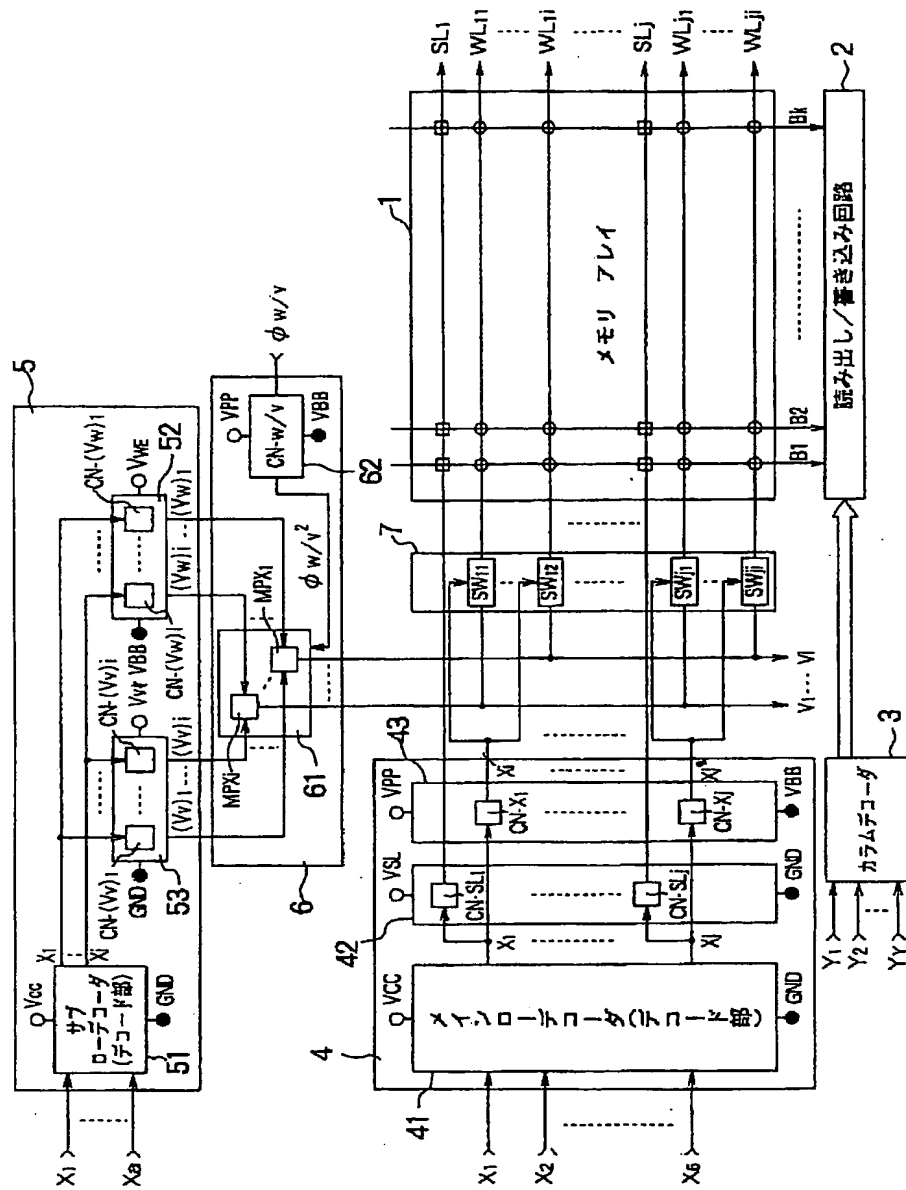 5
X1
Xa
Vcc
サブ
ローデコーダ
(デコード部)
51
GND
X1
Xi
CN-(Vv)1
GND
53
CN-(Vv)i
VVE
VBB
CN-(Vw)i
CN-(Vw)1
VWE
52
(Vv)1
(Vv)i
(Vw)i
(Vw)1
6
MPXi
MPX1
61
φw/v²
VPP
CN-w/v
VBB
62
φw/v
4
VCC
メインローデコーダ(デコード部)
41
GND
X1
X2
X6
X1
Xj
42
VSL
CN-SL1
CN-SLj
GND
43
VPP
CN-X1
CN-Xj
VBB
Xi
V1
Vi
7
SW11
SW12
SWj1
SWji
1
メモリ アレイ
B1
B2
Bk
SL1
WL11
WL1i
SLj
WLj1
WLji
2
読み出し/書き込み回路
3
カラムデコーダ
Y1
Y2
YY